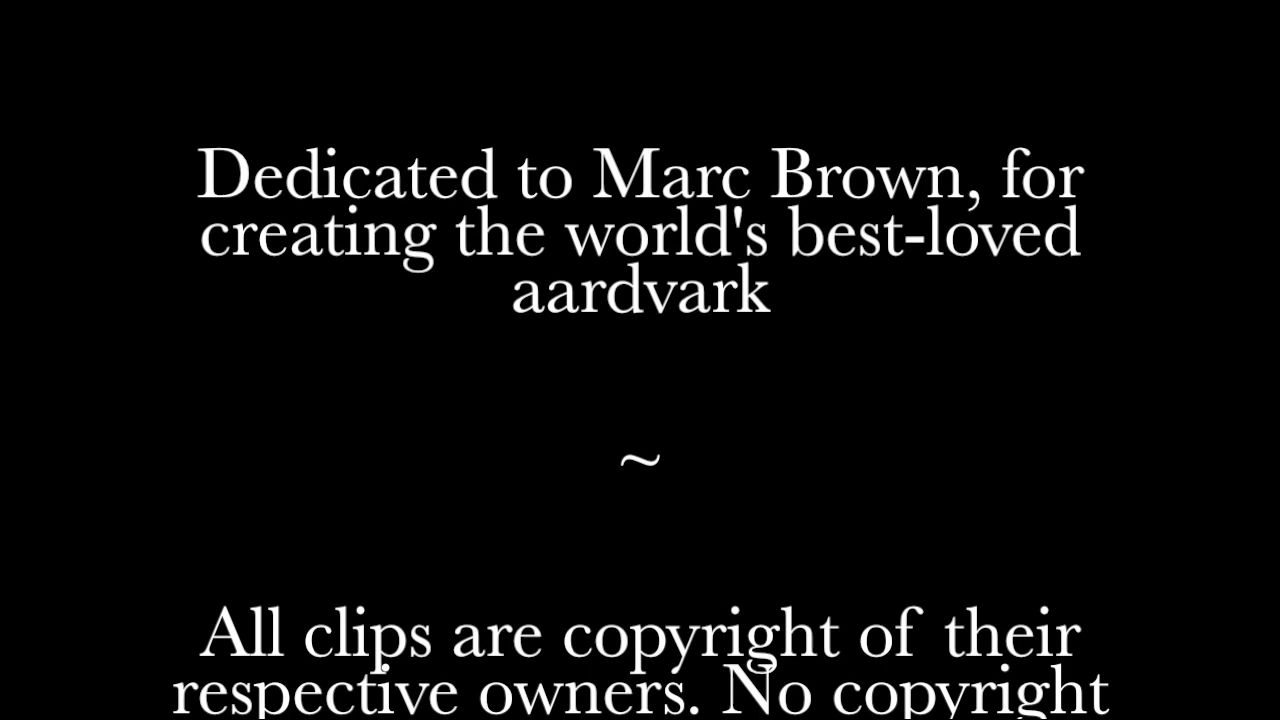 Dedicated to Marc Brown, for
creating the world's best-loved
aardvark
~
All clips are copyright of their
respective owners. No copyright